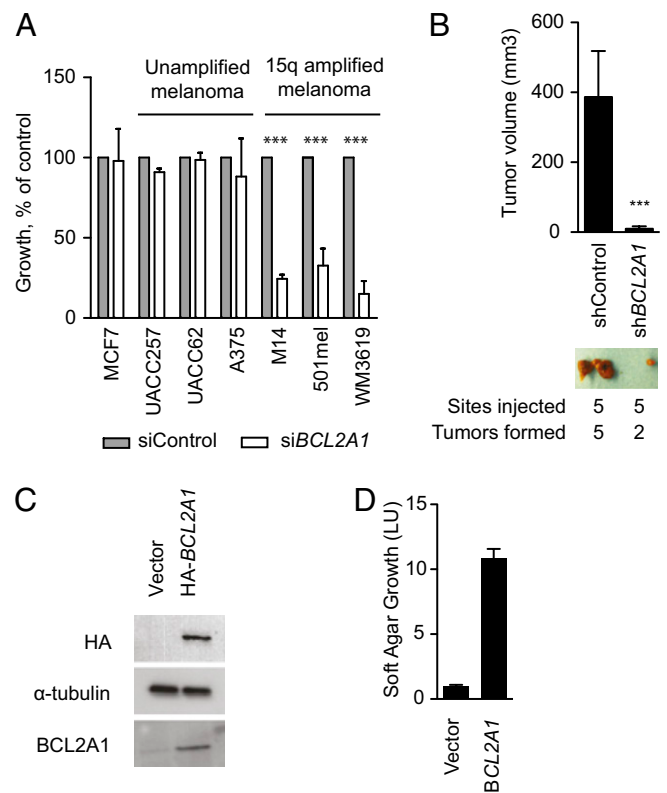 A
Unamplified
melanoma
15q amplified
melanoma
Growth, % of control
150
100
50
0
*** *** ***
MCF7
UACC257
UACC62
A375
M14
501mel
WM3619
siControl siBCL2A1
B
Tumor volume (mm3)
600
400
200
0
***
shControl
shBCL2A1
Sites injected 5 5
Tumors formed 5 2
C
Vector
HA-BCL2A1
HA
α-tubulin
BCL2A1
D
Soft Agar Growth (LU)
15
10
5
0
Vector
BCL2A1